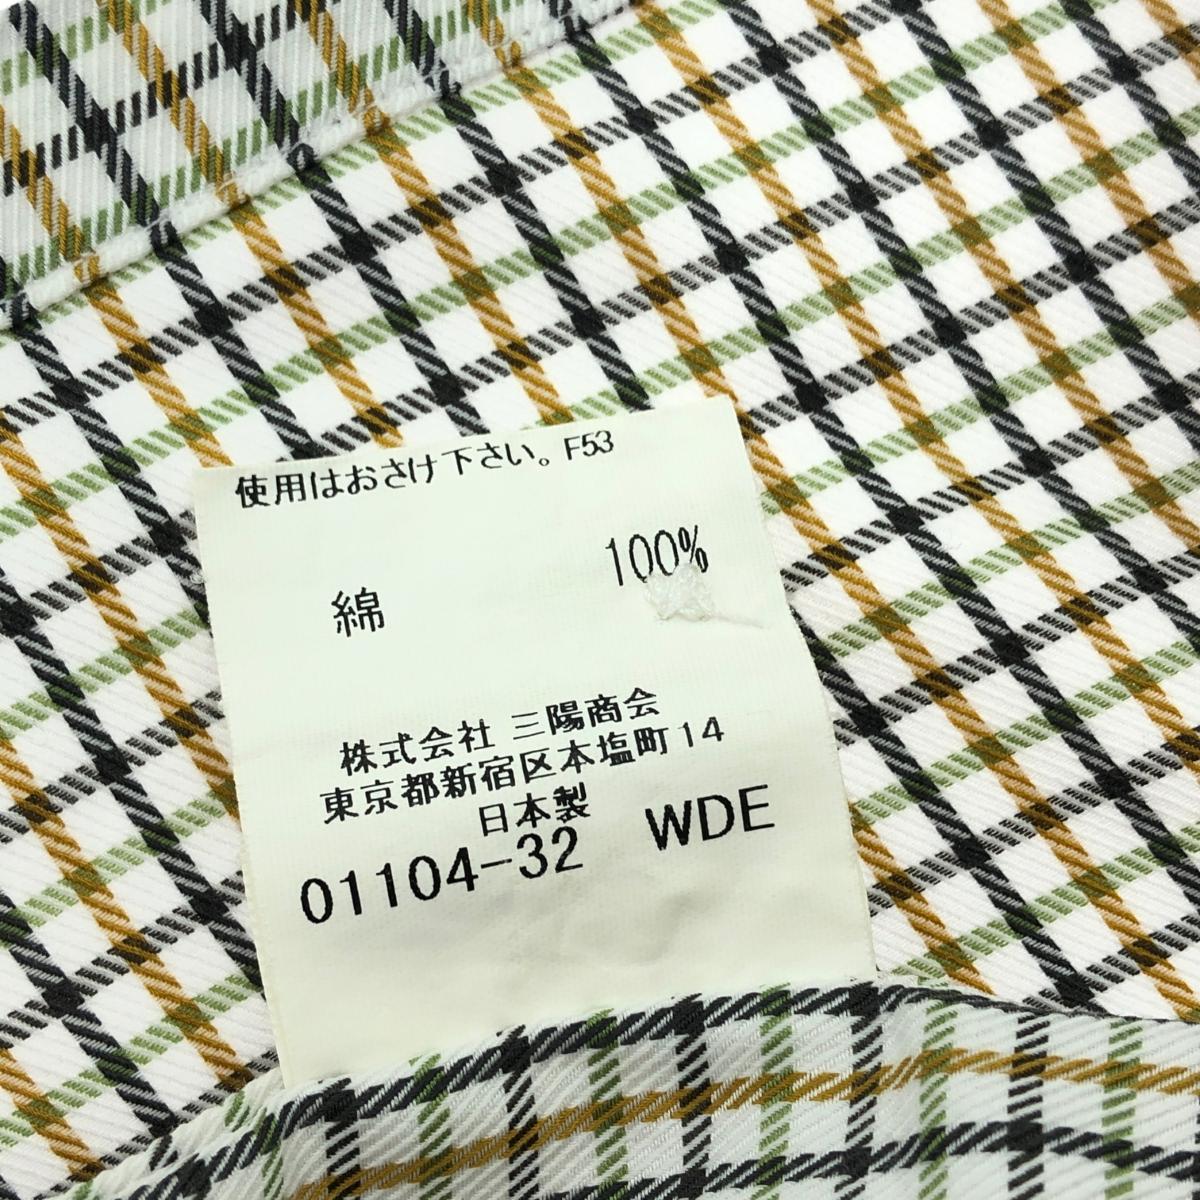 使用はおさけ下さい。F53
綿 100%
株式会社 三陽商会
東京都新宿区本塩町14
日本製
01104-32 WDE